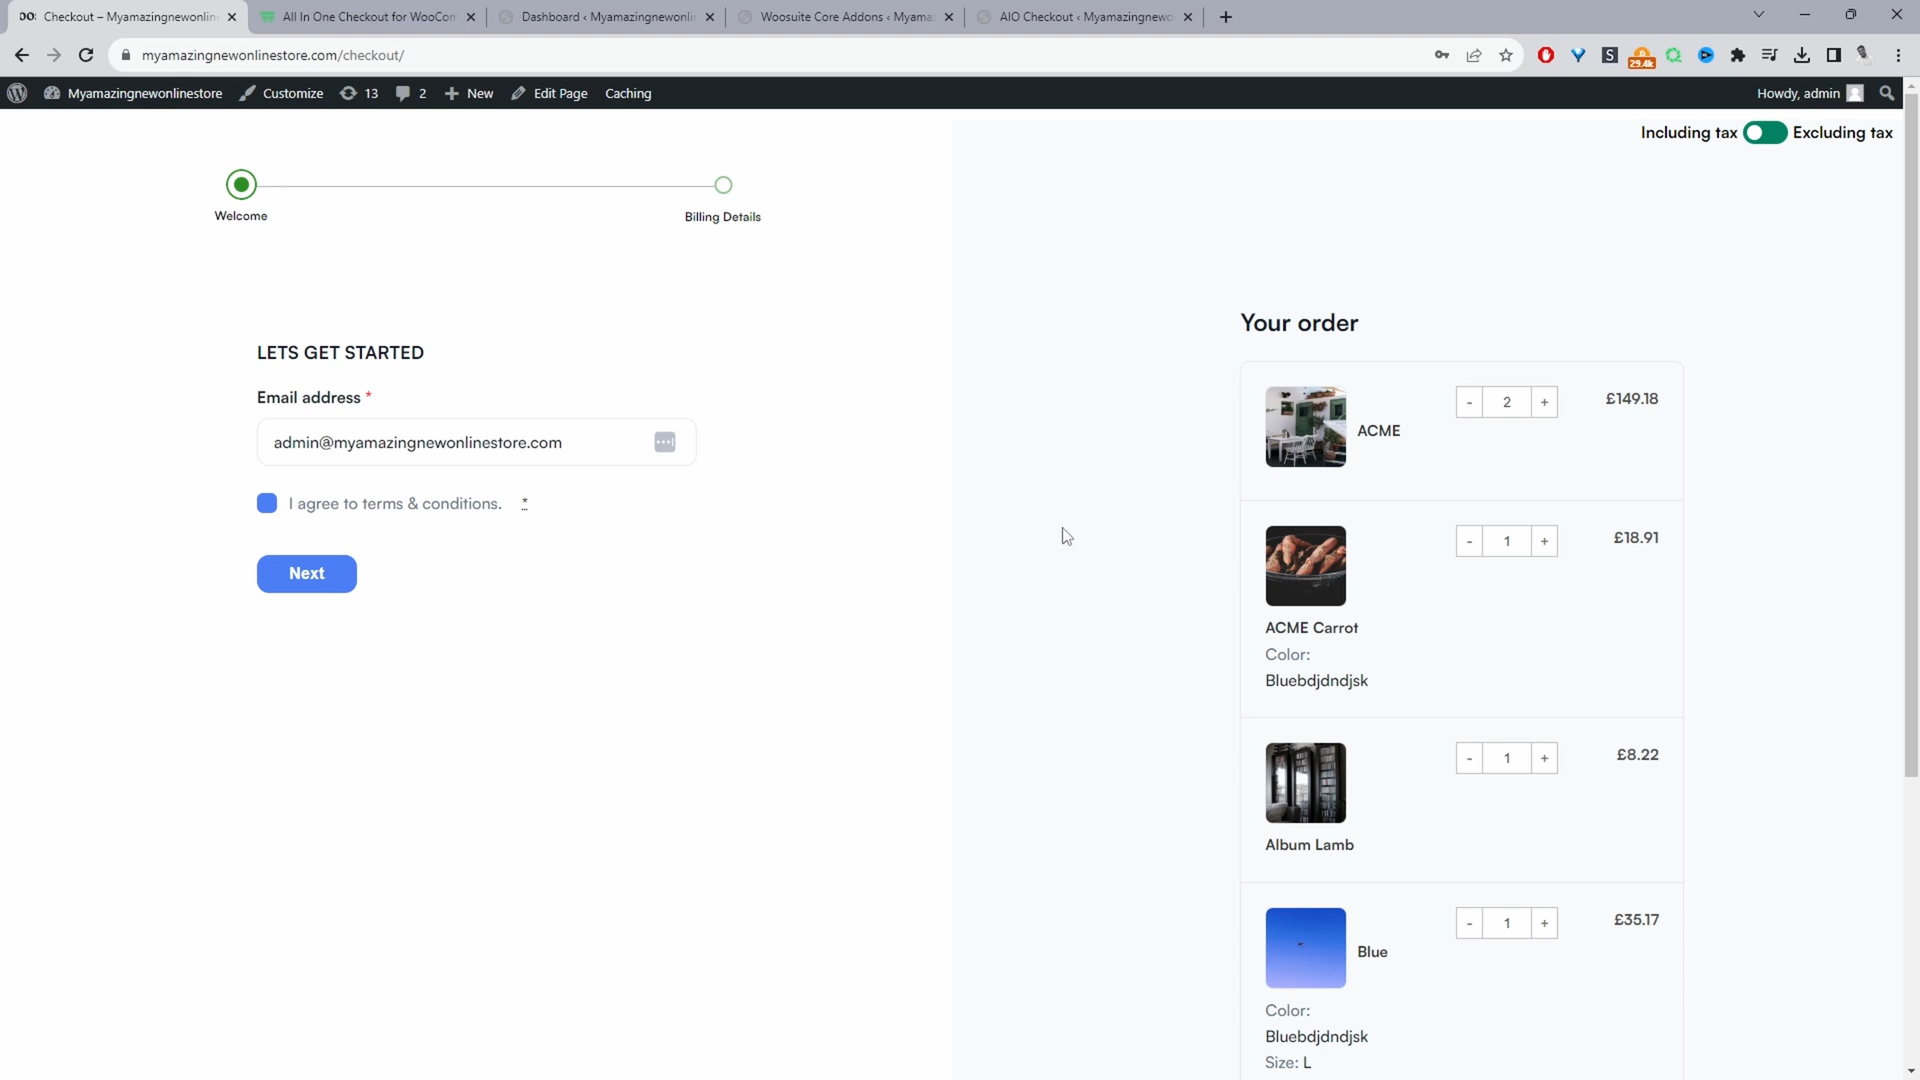 Checkout – Myamazingnewonlin
All In One Checkout for WooCom
Dashboard ‹ Myamazingnewonli
Woosuite Core Addons ‹ Myama
AIO Checkout ‹ Myamazingnewo
myamazingnewonlinestore.com/checkout/
S
29.4k
Myamazingnewonlinestore
Customize
13
2
New
Edit Page
Caching
Howdy, admin
Including tax
Excluding tax
Welcome
Billing Details
LETS GET STARTED
Email address *
admin@myamazingnewonlinestore.com
I agree to terms & conditions. *
Next
Your order
ACME
- 2 +
£149.18
- 1 +
£18.91
ACME Carrot
Color:
Bluebdjdndjsk
- 1 +
£8.22
Album Lamb
Blue
- 1 +
£35.17
Color:
Bluebdjdndjsk
Size: L